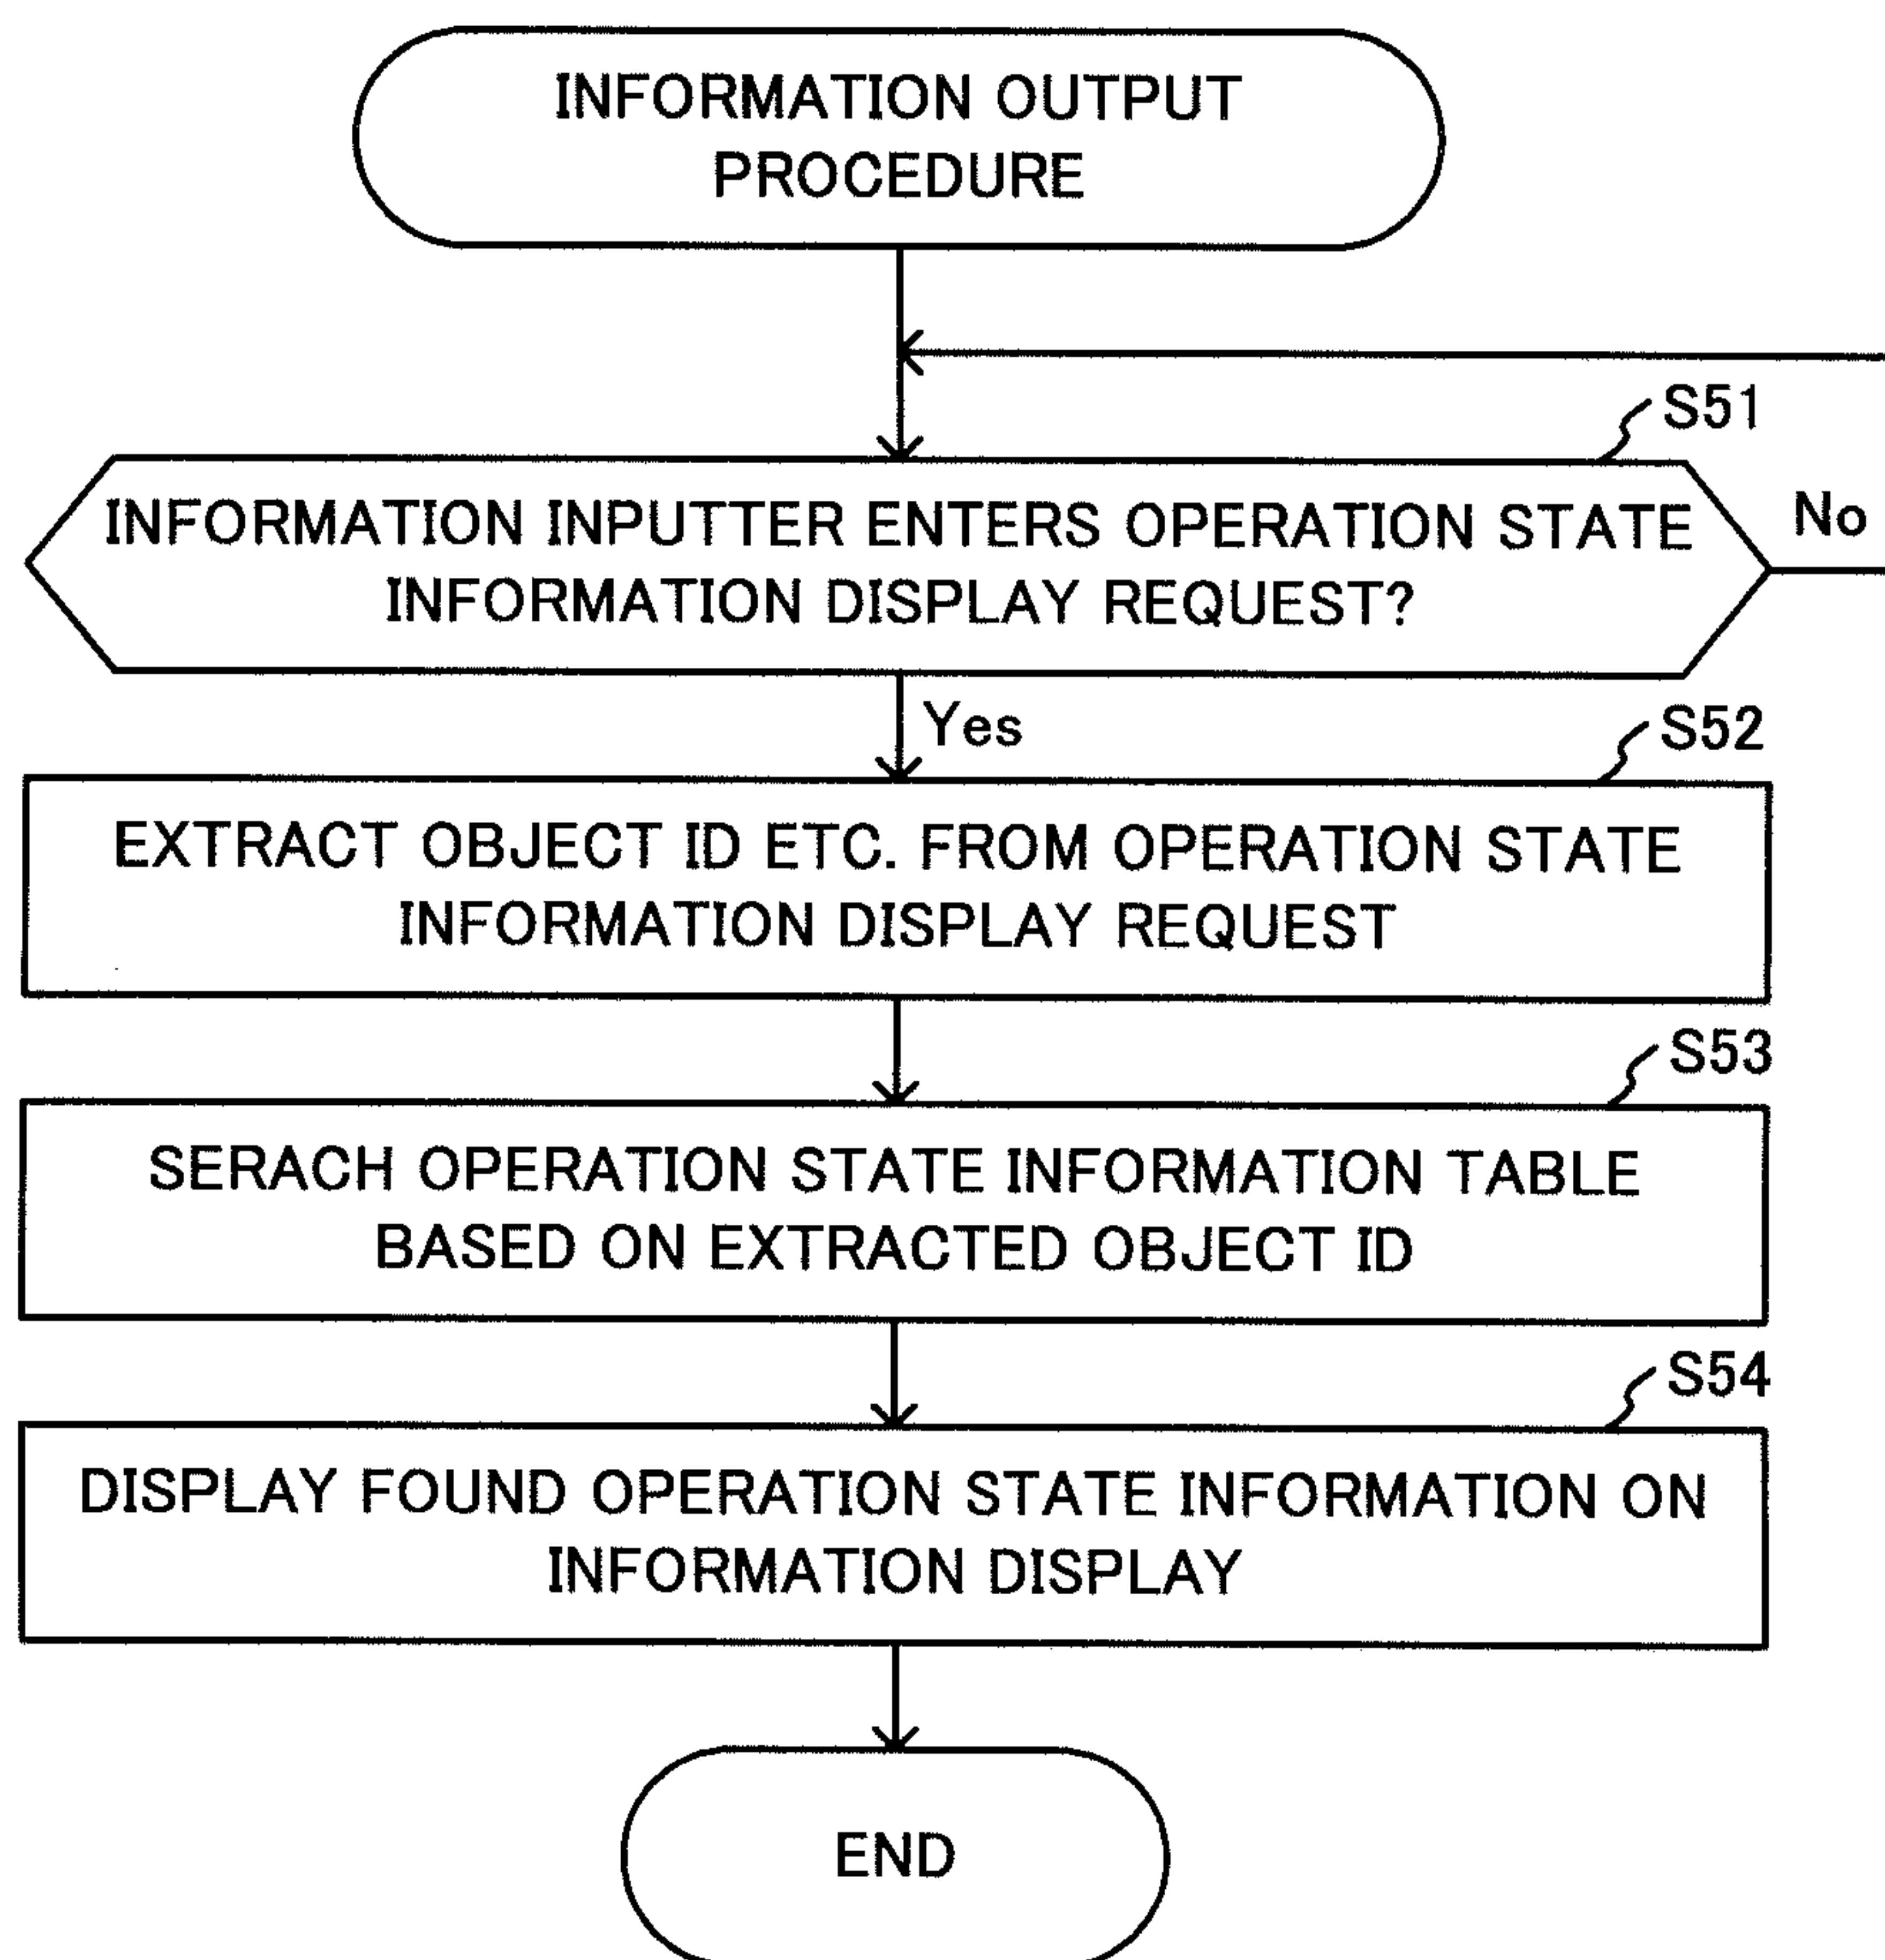 INFORMATION OUTPUT
PROCEDURE
S51
INFORMATION INPUTTER ENTERS OPERATION STATE
INFORMATION DISPLAY REQUEST?
No
Yes
S52
EXTRACT OBJECT ID ETC. FROM OPERATION STATE
INFORMATION DISPLAY REQUEST
S53
SERACH OPERATION STATE INFORMATION TABLE
BASED ON EXTRACTED OBJECT ID
S54
DISPLAY FOUND OPERATION STATE INFORMATION ON
INFORMATION DISPLAY
END